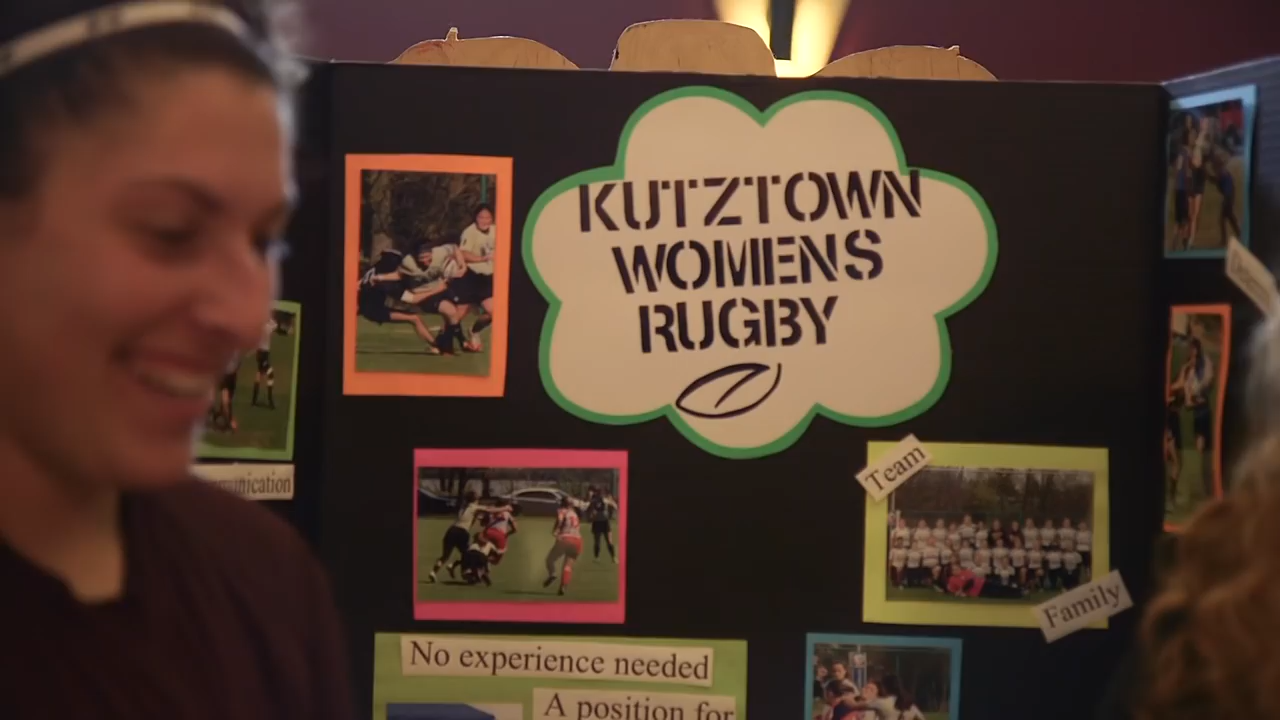 KUTZTOWN
WOMENS
RUGBY
Team
Family
No experience needed
A position for